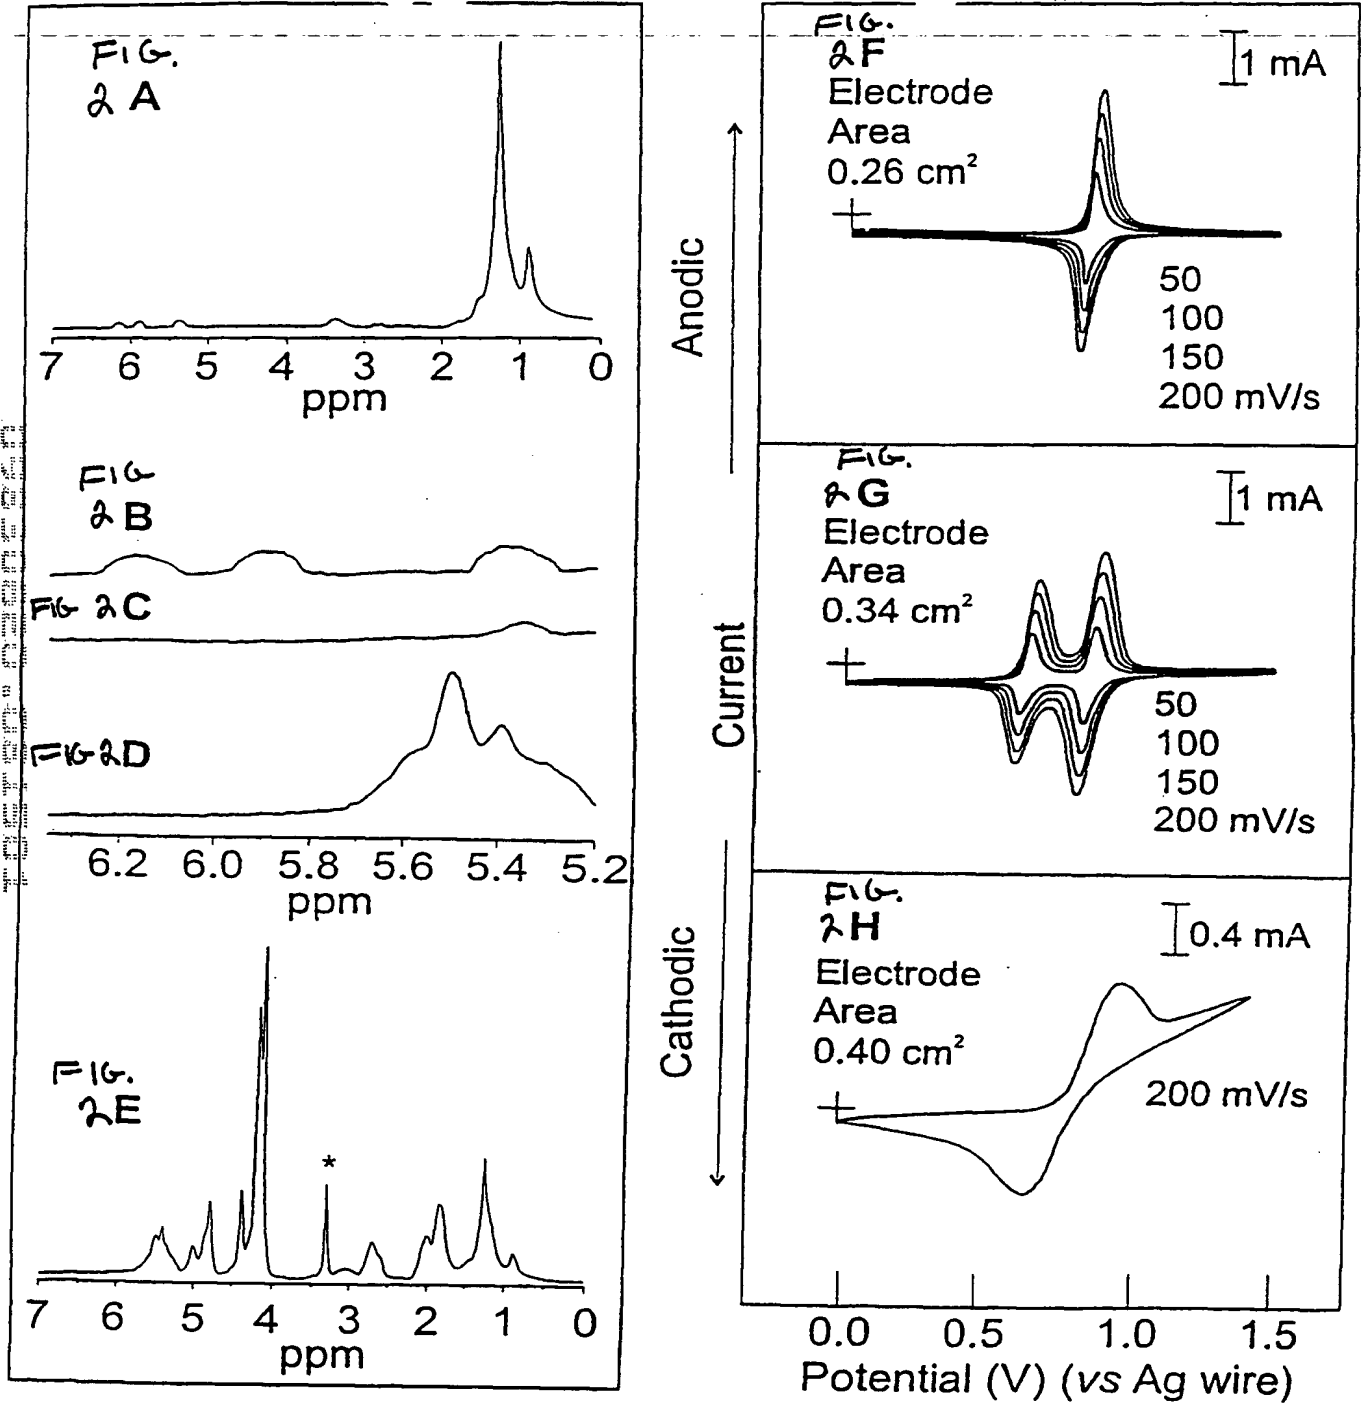 FIG.
2 A
7 6 5 4 3 2 1 0
ppm
FIG
2 B
FIG 2C
FIG 2D
6.2 6.0 5.8 5.6 5.4 5.2
ppm
FIG.
2E
*
7 6 5 4 3 2 1 0
ppm
Anodic
Current
Cathodic
FIG.
2F
Electrode
Area
0.26 cm²
1 mA
50
100
150
200 mV/s
FIG.
2G
Electrode
Area
0.34 cm²
1 mA
50
100
150
200 mV/s
FIG.
2H
Electrode
Area
0.40 cm²
0.4 mA
200 mV/s
0.0 0.5 1.0 1.5
Potential (V) (vs Ag wire)